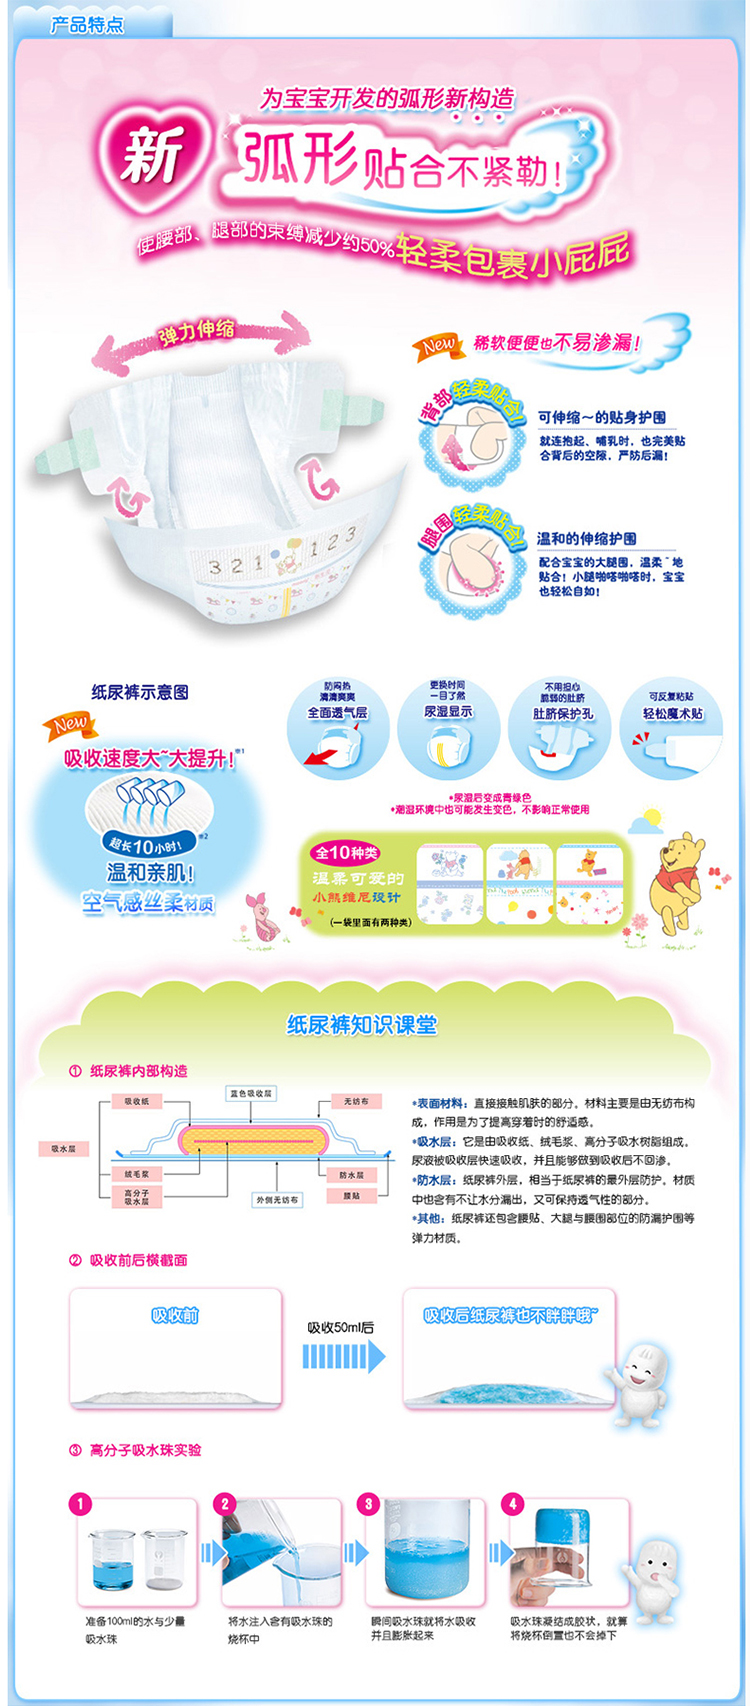 产品特点
为宝宝开发的弧形新构造
新
弧形贴合不紧勒!
使腰部、腿部的束缚减少约50%轻柔包裹小屁屁
弹力伸缩
New
稀软便便也不易渗漏!
背部轻柔贴合!
可伸缩~的贴身护围
就连抱起、哺乳时，也完美贴
合背后的空隙，严防后漏!
腿围轻柔贴合!
温和的伸缩护围
配合宝宝的大腿围，温柔〃地
贴合! 小腿啪嗒啪嗒时，宝宝
也轻松自如!
3 2 1 1 2 3
纸尿裤示意图
New
吸收速度大~大提升! ※1
超长10小时! ※2
温和亲肌!
空气感丝柔材质
防闷热
清清爽爽
全面透气层
更换时间
一目了然
尿湿显示
不用担心
脆弱的肚脐
肚脐保护孔
可反复粘贴
轻松魔术贴
*尿湿后变成青绿色
*潮湿环境中也可能发生变色，不影响正常使用
全10种类
温柔可爱的
小熊维尼设计
(一袋里面有两种类)
纸尿裤知识课堂
① 纸尿裤内部构造
吸收纸
蓝色吸收层
无纺布
吸水层
绒毛浆
高分子
吸水层
外侧无纺布
防水层
腰贴
*表面材料：直接接触肌肤的部分。材料主要是由无纺布构
成，作用是为了提高穿着时的舒适感。
*吸水层：它是由吸收纸、绒毛浆、高分子吸水树脂组成。
尿液被吸收层快速吸收，并且能够做到吸收后不回渗。
*防水层：纸尿裤外层，相当于纸尿裤的最外层防护。材质
中也含有不让水分漏出，又可保持透气性的部分。
*其他：纸尿裤还包含腰贴、大腿与腰围部位的防漏护围等
弹力材质。
② 吸收前后横截面
吸收前
吸收50ml后
吸收后纸尿裤也不胖胖哦~
③ 高分子吸水珠实验
1
2
3
4
准备100ml的水与少量
吸水珠
将水注入含有吸水珠的
烧杯中
瞬间吸水珠就将水吸收
并且膨胀起来
吸水珠凝结成胶状，就算
将烧杯倒置也不会掉下